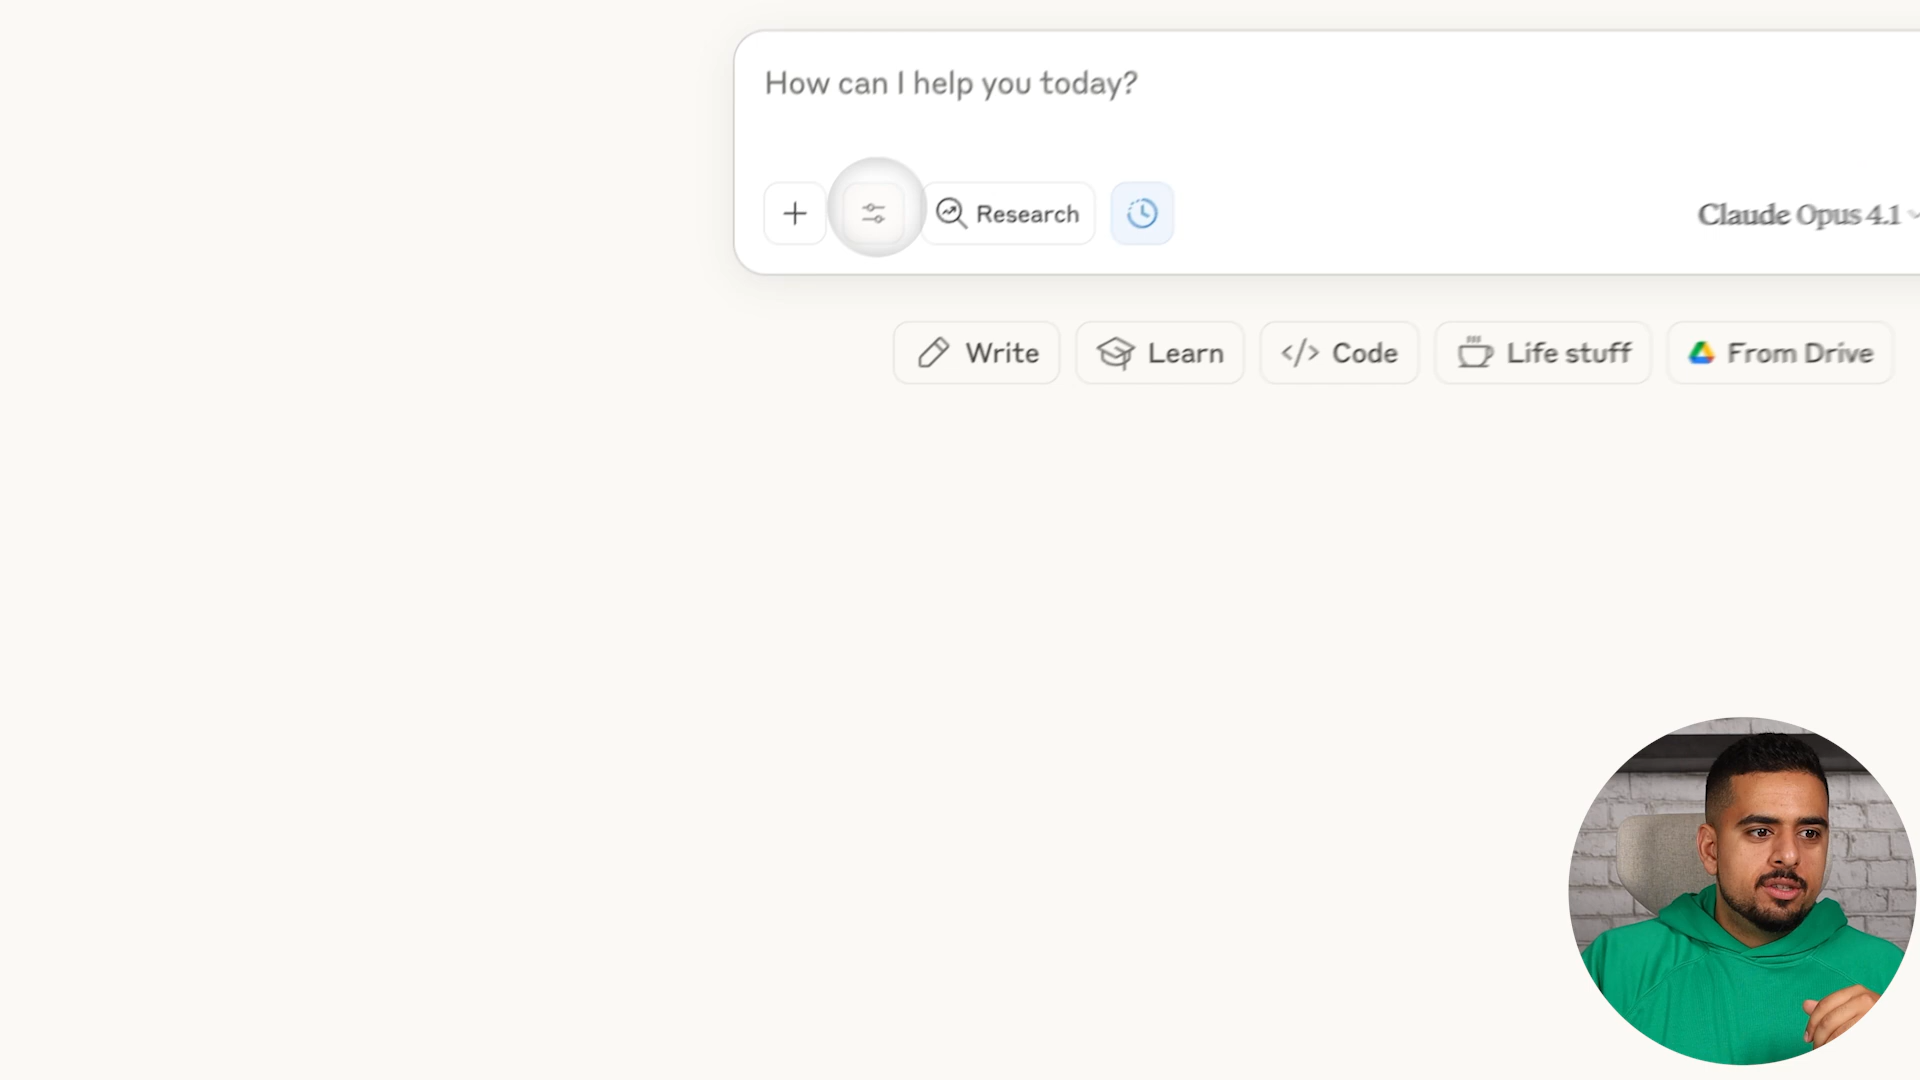 How can I help you today?
Research
Claude Opus 4.1
Write
Learn
Code
Life stuff
From Drive